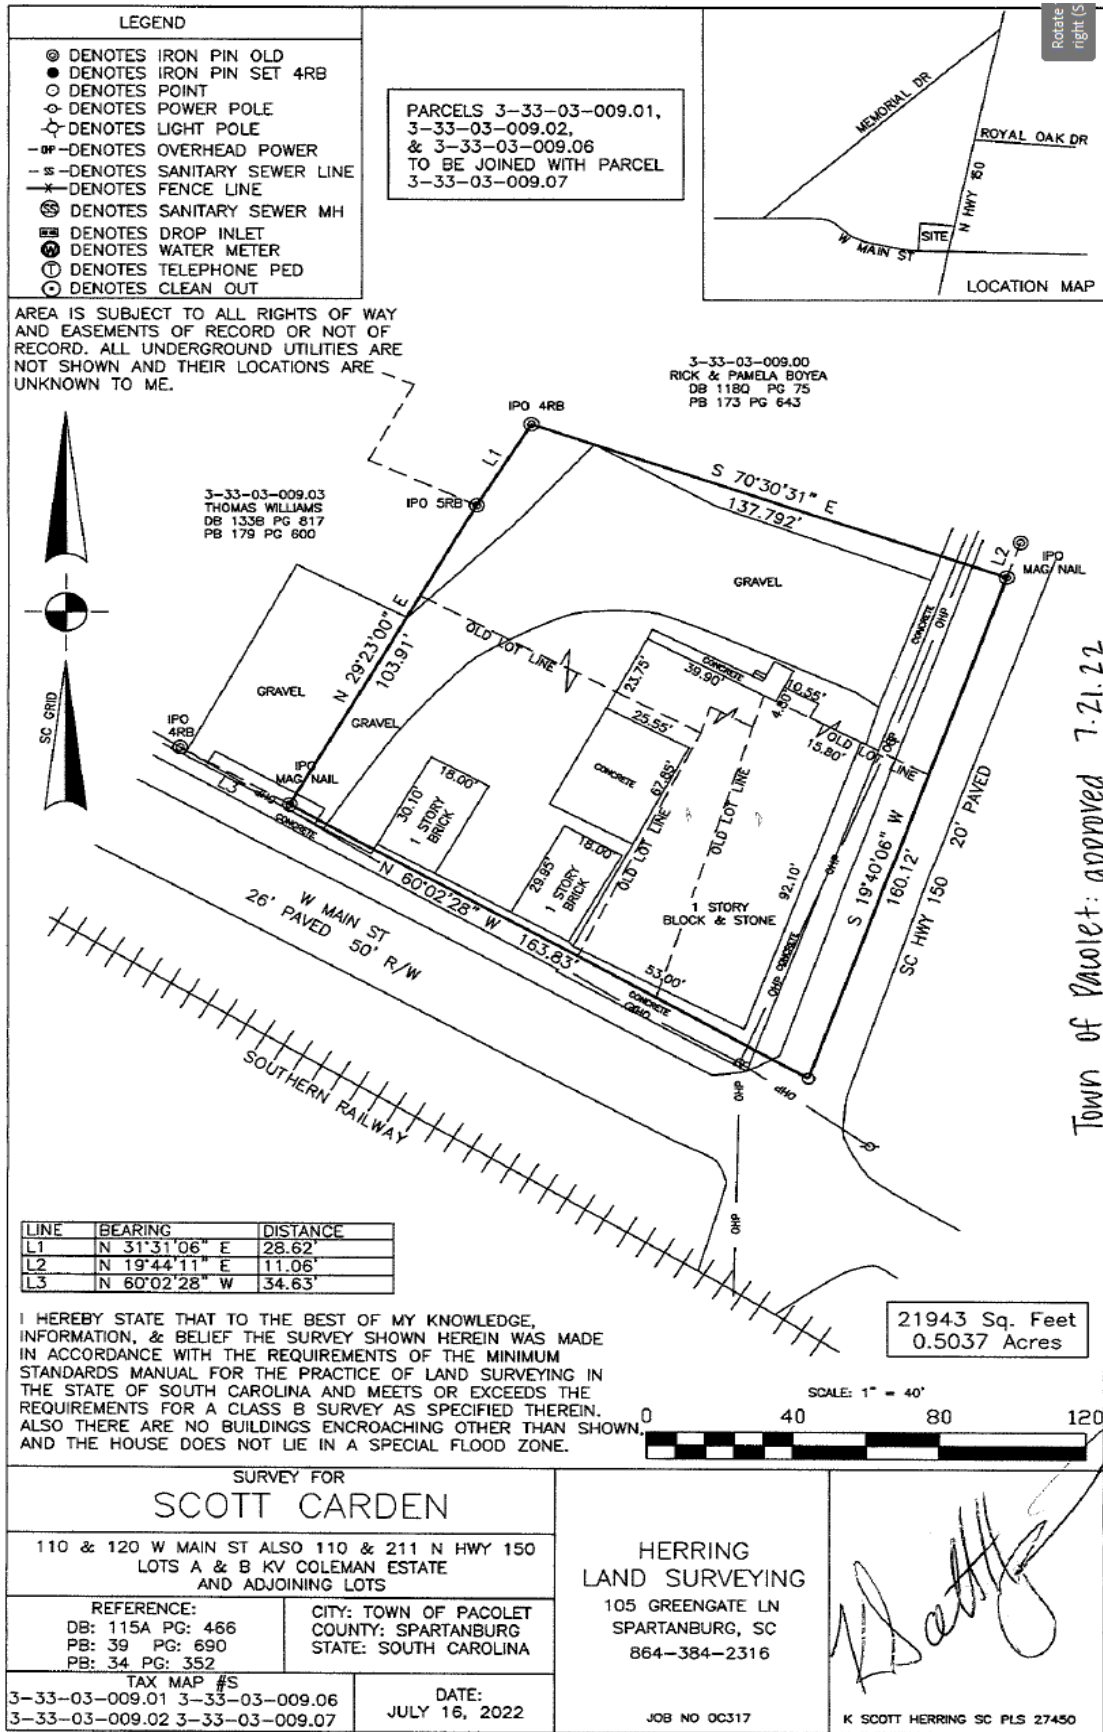 LEGEND
DENOTES IRON PIN OLD
DENOTES IRON PIN SET 4RB
DENOTES POINT
DENOTES POWER POLE
DENOTES LIGHT POLE
OHP DENOTES OVERHEAD POWER
SS DENOTES SANITARY SEWER LINE
X DENOTES FENCE LINE
SS DENOTES SANITARY SEWER MH
DENOTES DROP INLET
W DENOTES WATER METER
T DENOTES TELEPHONE PED
DENOTES CLEAN OUT
PARCELS 3-33-03-009.01,
3-33-03-009.02,
& 3-33-03-009.06
TO BE JOINED WITH PARCEL
3-33-03-009.07
Rotate
right (S
MEMORIAL DR
ROYAL OAK DR
N HWY 150
W MAIN ST
SITE
LOCATION MAP
AREA IS SUBJECT TO ALL RIGHTS OF WAY
AND EASEMENTS OF RECORD OR NOT OF
RECORD. ALL UNDERGROUND UTILITIES ARE
NOT SHOWN AND THEIR LOCATIONS ARE
UNKNOWN TO ME.
3-33-03-009.00
RICK & PAMELA BOYEA
DB 118Q PG 75
PB 173 PG 643
IPO 4RB
L1
S 70°30'31" E
137.792'
IPO 5RB
3-33-03-009.03
THOMAS WILLIAMS
DB 133B PG 817
PB 179 PG 600
L2
IPO
MAG NAIL
GRAVEL
CONCRETE
OHP
SC GRID
N 29°23'00" E
103.91'
OLD LOT LINE
GRAVEL
GRAVEL
CONCRETE
39.90'
23.75'
10.55'
4.80'
25.55'
15.80'
OLD LOT LINE
OHP
IPO
4RB
L3
OHP
IPO
MAG NAIL
CONCRETE
18.00'
30.10'
1 STORY
BRICK
CONCRETE
67.85'
OLD LOT LINE
OLD LOT LINE
18.00'
29.95'
1 STORY
BRICK
1 STORY
BLOCK & STONE
92.10'
OHP
S 19°40'06" W
160.12'
20' PAVED
SC HWY 150
Town of Pacolet: approved 7.21.22
N 60°02'28" W
163.83'
W MAIN ST
26' PAVED 50' R/W
53.00'
CONCRETE
OHP
OHP
CONCRETE
OHP
OHP
OHP
SOUTHERN RAILWAY
LINE BEARING DISTANCE
L1 N 31°31'06" E 28.62'
L2 N 19°44'11" E 11.06'
L3 N 60°02'28" W 34.63'
I HEREBY STATE THAT TO THE BEST OF MY KNOWLEDGE,
INFORMATION, & BELIEF THE SURVEY SHOWN HEREIN WAS MADE
IN ACCORDANCE WITH THE REQUIREMENTS OF THE MINIMUM
STANDARDS MANUAL FOR THE PRACTICE OF LAND SURVEYING IN
THE STATE OF SOUTH CAROLINA AND MEETS OR EXCEEDS THE
REQUIREMENTS FOR A CLASS B SURVEY AS SPECIFIED THEREIN.
ALSO THERE ARE NO BUILDINGS ENCROACHING OTHER THAN SHOWN,
AND THE HOUSE DOES NOT LIE IN A SPECIAL FLOOD ZONE.
21943 Sq. Feet
0.5037 Acres
SCALE: 1" = 40'
0 40 80 120
SURVEY FOR
SCOTT CARDEN
110 & 120 W MAIN ST ALSO 110 & 211 N HWY 150
LOTS A & B KV COLEMAN ESTATE
AND ADJOINING LOTS
REFERENCE:
DB: 115A PG: 466
PB: 39 PG: 690
PB: 34 PG: 352
CITY: TOWN OF PACOLET
COUNTY: SPARTANBURG
STATE: SOUTH CAROLINA
TAX MAP #S
3-33-03-009.01 3-33-03-009.06
3-33-03-009.02 3-33-03-009.07
DATE:
JULY 16, 2022
HERRING
LAND SURVEYING
105 GREENGATE LN
SPARTANBURG, SC
864-384-2316
JOB NO 0C317
K SCOTT HERRING SC PLS 27450